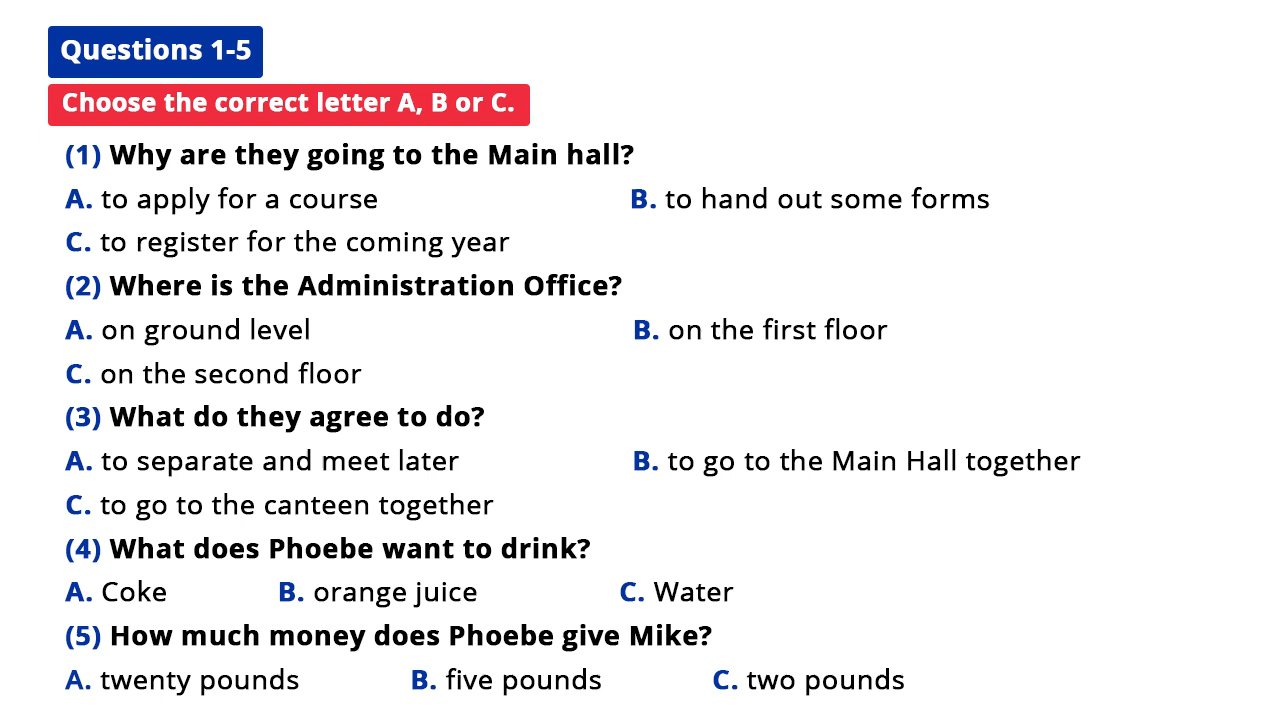 Questions 1-5
Choose the correct letter A, B or C.
(1) Why are they going to the Main hall?
A. to apply for a course B. to hand out some forms
C. to register for the coming year
(2) Where is the Administration Office?
A. on ground level B. on the first floor
C. on the second floor
(3) What do they agree to do?
A. to separate and meet later B. to go to the Main Hall together
C. to go to the canteen together
(4) What does Phoebe want to drink?
A. Coke B. orange juice C. Water
(5) How much money does Phoebe give Mike?
A. twenty pounds B. five pounds C. two pounds